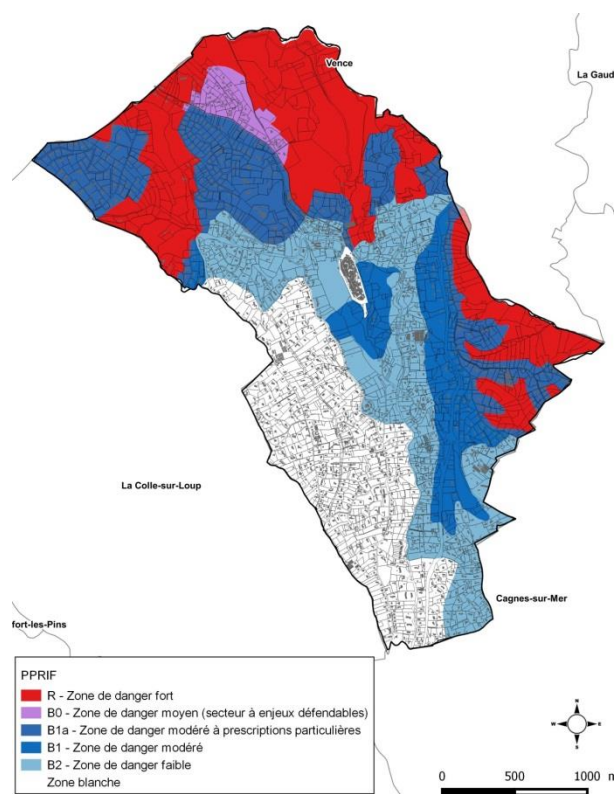 Vence
La Gaud
La Colle-sur-Loup
Cagnes-sur-Mer
fort-les-Pins
PPRIF
R - Zone de danger fort
B0 - Zone de danger moyen (secteur à enjeux défendables)
B1a - Zone de danger modéré à prescriptions particulières
B1 - Zone de danger modéré
B2 - Zone de danger faible
Zone blanche
N
W E
S
0 500 1000 m